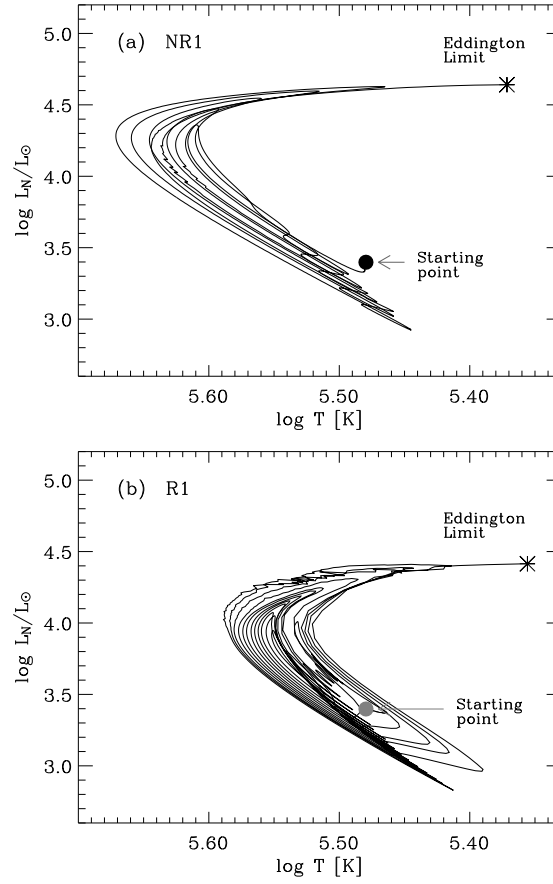 (a) NR1
Eddington
Limit
5.0
4.5
4.0
3.5
3.0
log L_N/L_⊙
Starting
point
5.60
5.50
5.40
log T [K]
(b) R1
Eddington
Limit
5.0
4.5
4.0
3.5
3.0
log L_N/L_⊙
Starting
point
5.60
5.50
5.40
log T [K]